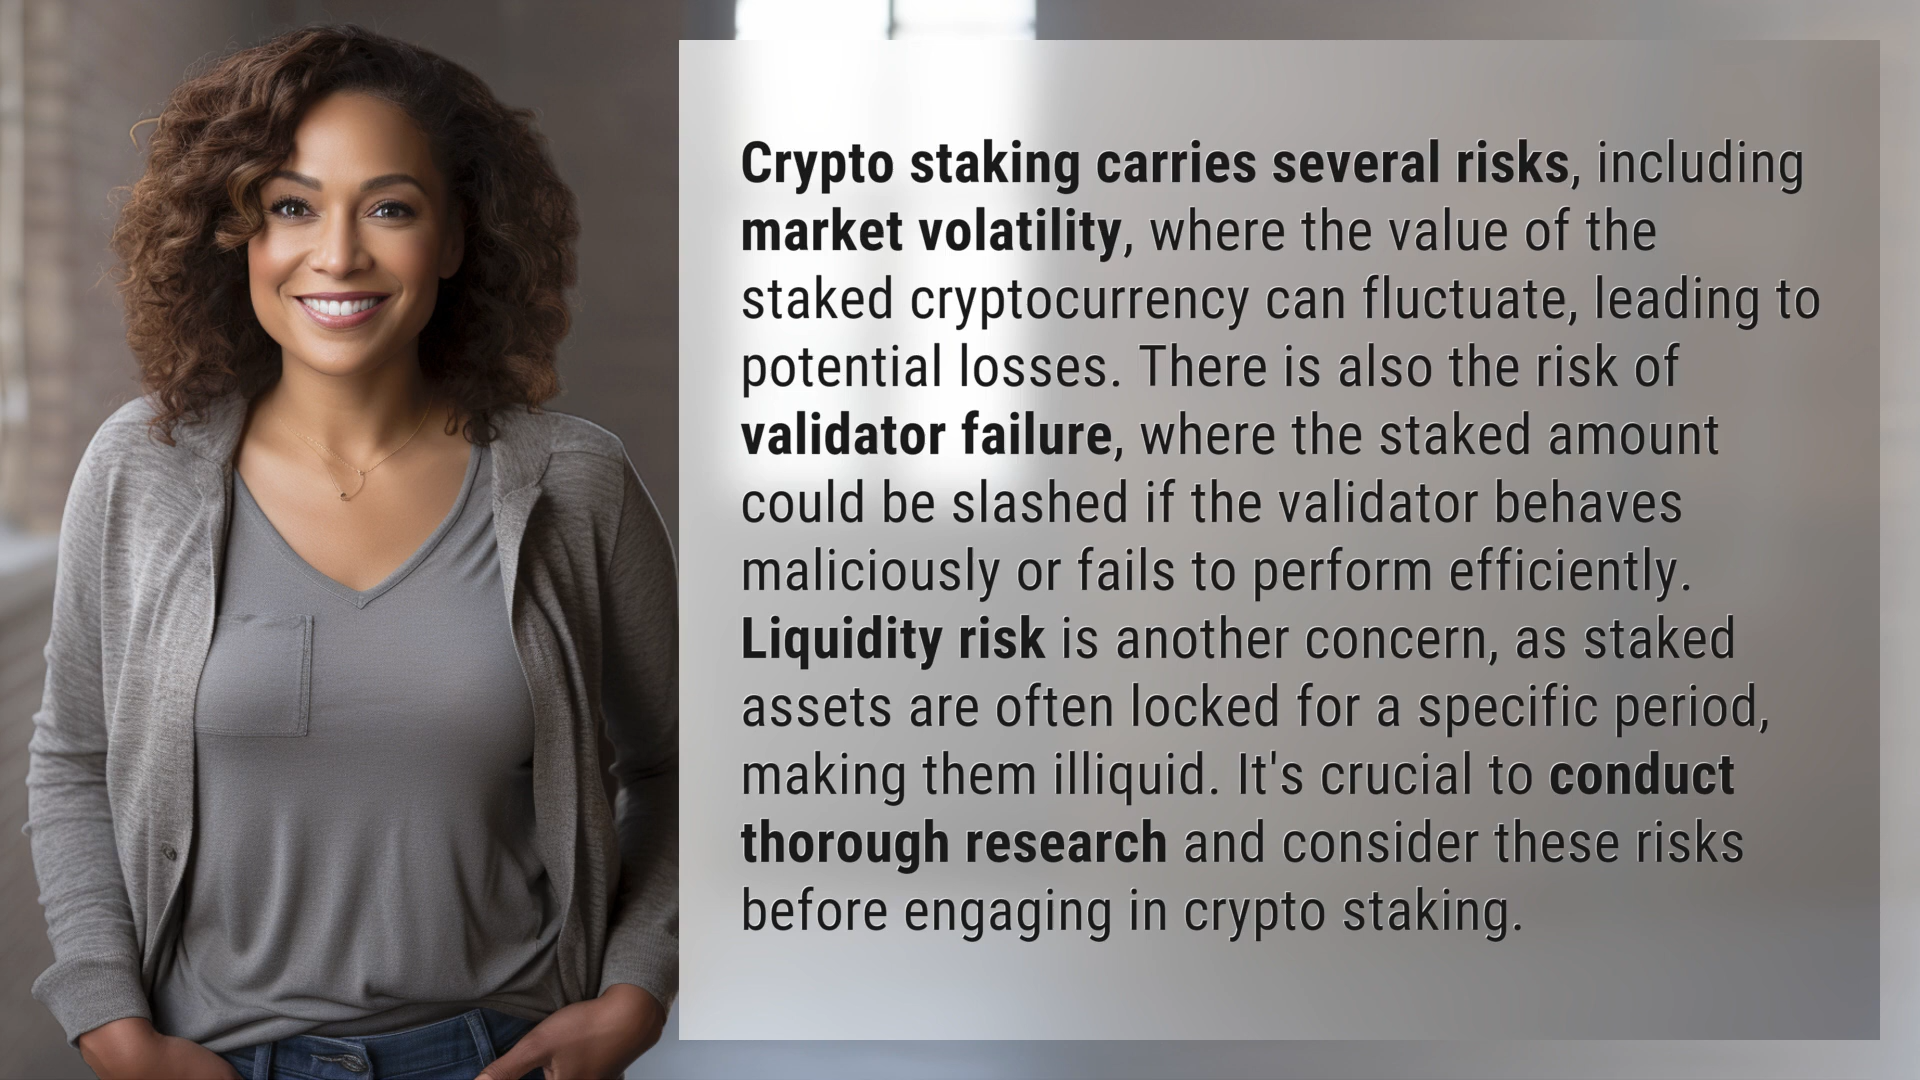 Crypto staking carries several risks, including
market volatility, where the value of the
staked cryptocurrency can fluctuate, leading to
potential losses. There is also the risk of
validator failure, where the staked amount
could be slashed if the validator behaves
maliciously or fails to perform efficiently.
Liquidity risk is another concern, as staked
assets are often locked for a specific period,
making them illiquid. It's crucial to conduct
thorough research and consider these risks
before engaging in crypto staking.